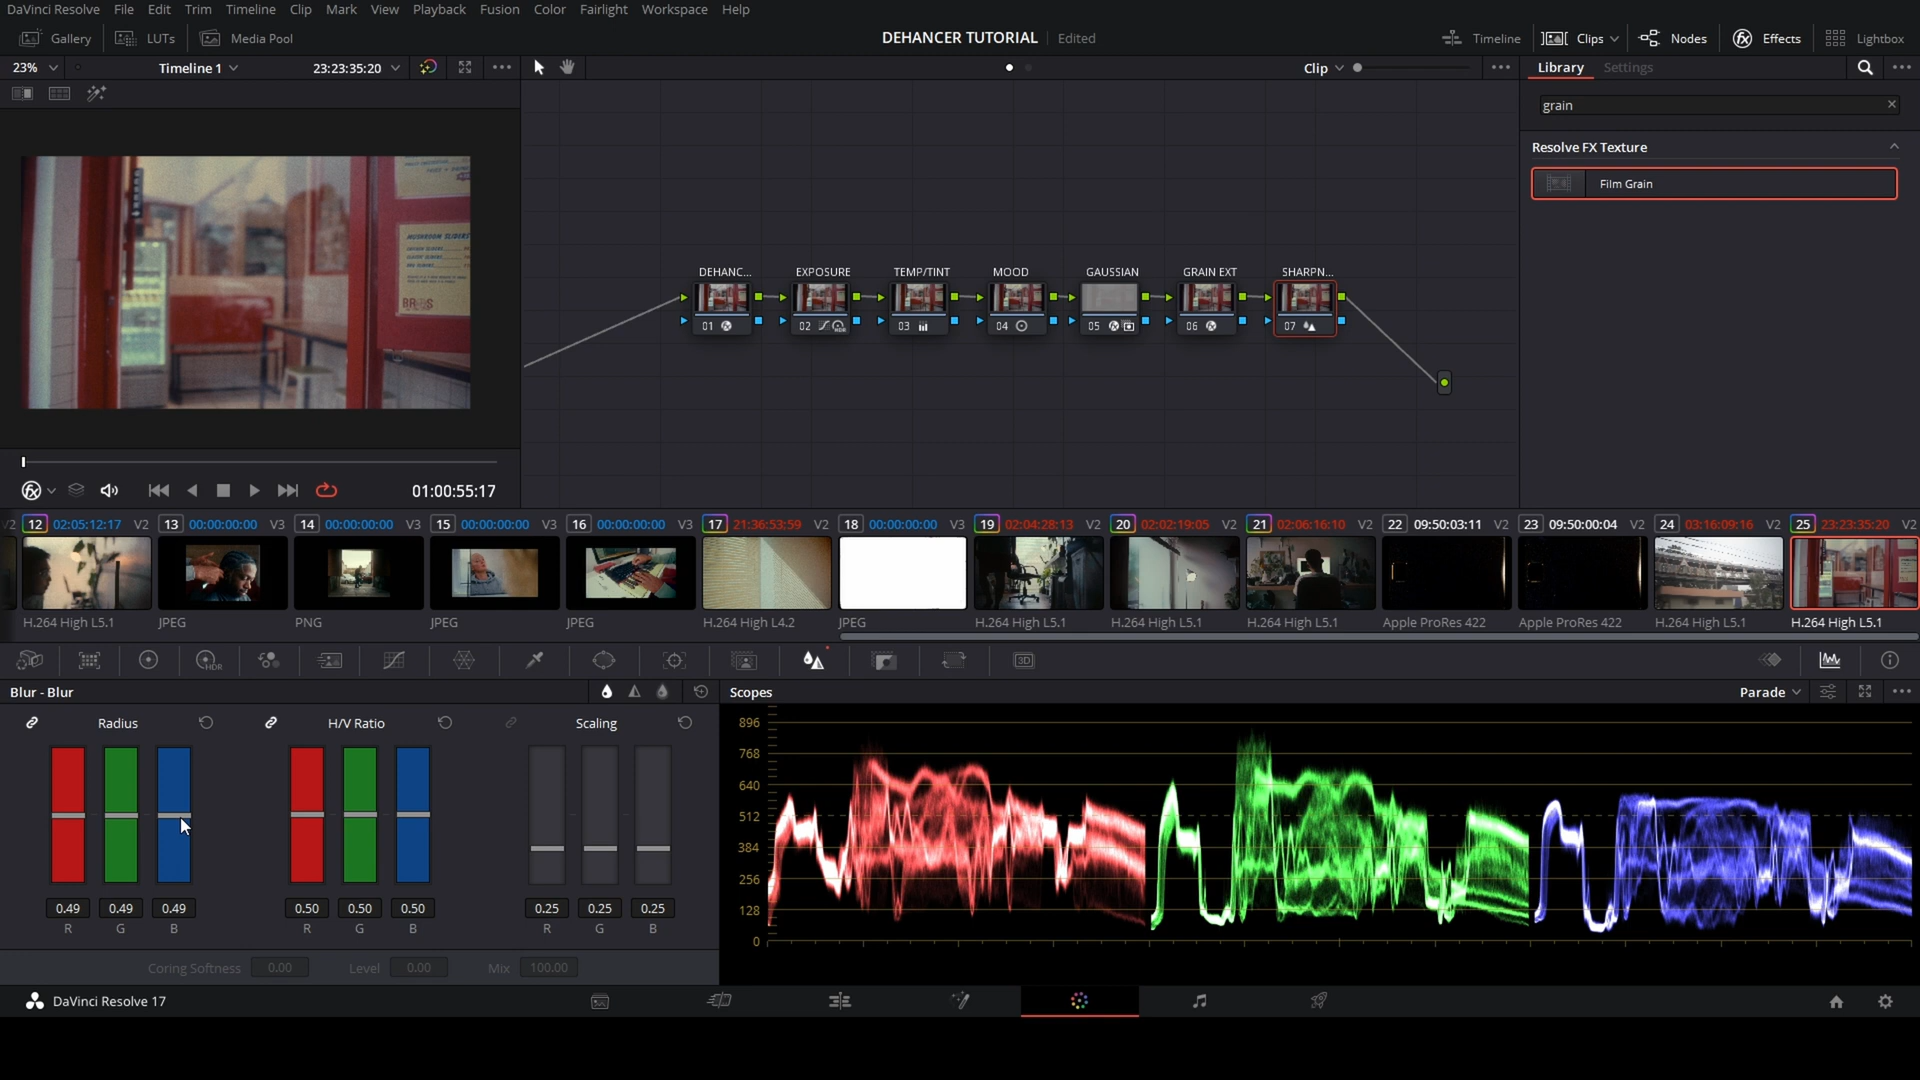 DaVinci Resolve File Edit Trim Timeline Clip Mark View Playback Fusion Color Fairlight Workspace Help
Gallery LUTs Media Pool DEHANCER TUTORIAL Edited Timeline Clips Nodes Effects Lightbox
23% Timeline 1 23:23:35:20 Clip Library Settings
grain
Resolve FX Texture
Film Grain
MUSHROOM SLIDERS
BROS
DEHANC... EXPOSURE TEMP/TINT MOOD GAUSSIAN GRAIN EXT SHARPN...
01 02 HDR 03 04 05 06 07
01:00:55:17
V2 12 02:05:12:17 V2 13 00:00:00:00 V3 14 00:00:00:00 V3 15 00:00:00:00 V3 16 00:00:00:00 V3 17 21:36:53:59 V2 18 00:00:00:00 V3 19 02:04:28:13 V2 20 02:02:19:05 V2 21 02:06:16:10 V2 22 09:50:03:11 V2 23 09:50:00:04 V2 24 03:16:09:16 V2 25 23:23:35:20 V2
H.264 High L5.1 JPEG PNG JPEG JPEG H.264 High L4.2 JPEG H.264 High L5.1 H.264 High L5.1 H.264 High L5.1 Apple ProRes 422 Apple ProRes 422 H.264 High L5.1 H.264 High L5.1
HDR 3D
Blur - Blur Scopes Parade
Radius H/V Ratio Scaling
896
768
640
512
384
256
128
0
0.49 0.49 0.49 0.50 0.50 0.50 0.25 0.25 0.25
R G B R G B R G B
Coring Softness 0.00 Level 0.00 Mix 100.00
DaVinci Resolve 17